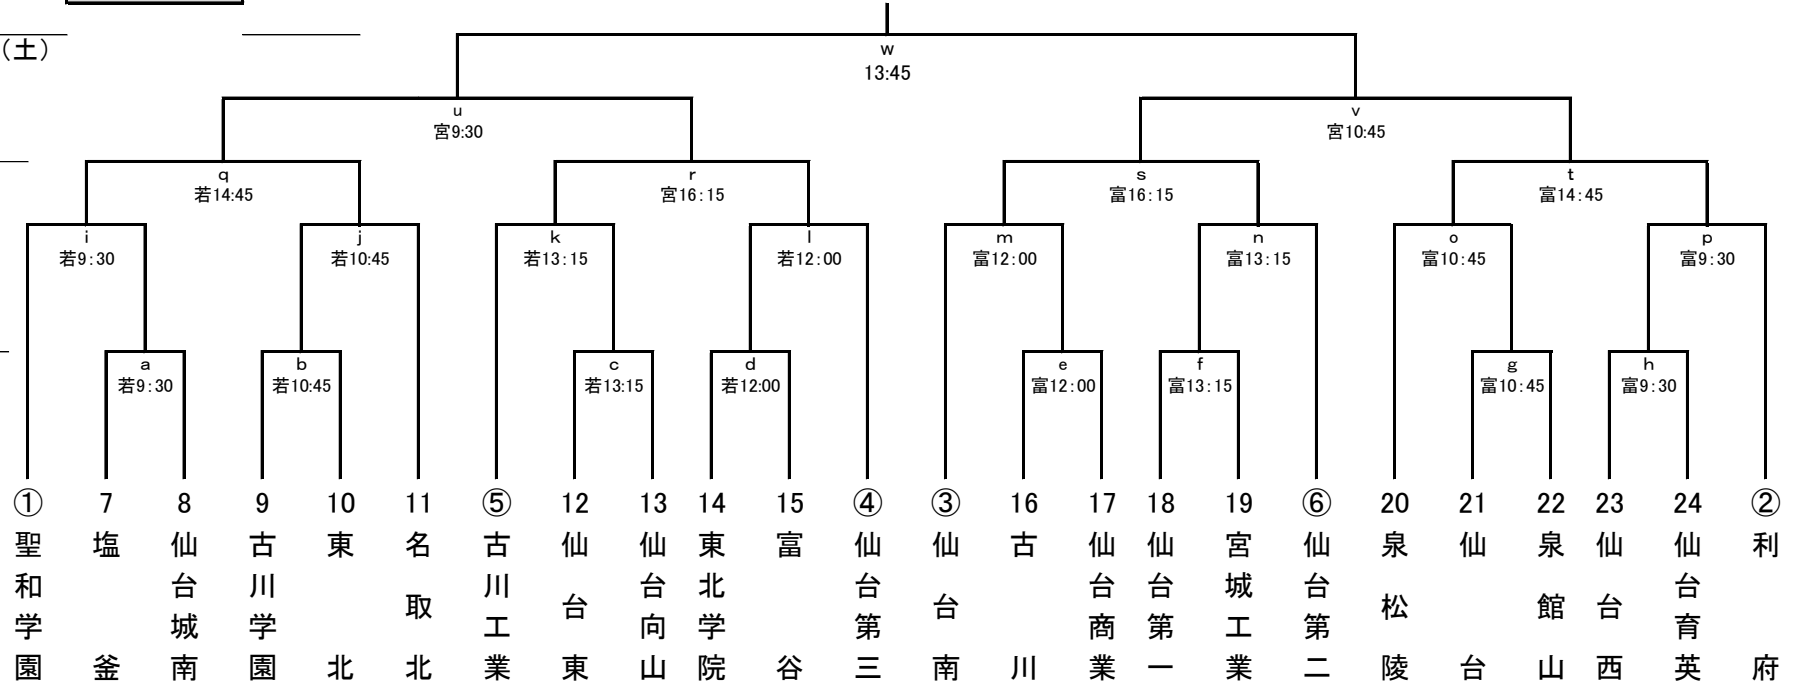 （土）
w
13:45
u
宮9:30
v
宮10:45
q
若14:45
r
宮16:15
s
富16:15
t
富14:45
i
若9:30
j
若10:45
k
若13:15
l
若12:00
m
富12:00
n
富13:15
o
富10:45
p
富9:30
a
若9:30
b
若10:45
c
若13:15
d
若12:00
e
富12:00
f
富13:15
g
富10:45
h
富9:30
① 7 8 9 10 11 ⑤ 12 13 14 15 ④ ③ 16 17 18 19 ⑥ 20 21 22 23 24 ②
聖和学園
塩釜
仙台城南
古川学園
東北
名取北
古川工業
仙台東
仙台向山
東北学院
富谷
仙台第三
仙台南
古川
仙台商業
仙台第一
宮城工業
仙台第二
泉松陵
仙台
泉館山
仙台西
仙台育英
利府